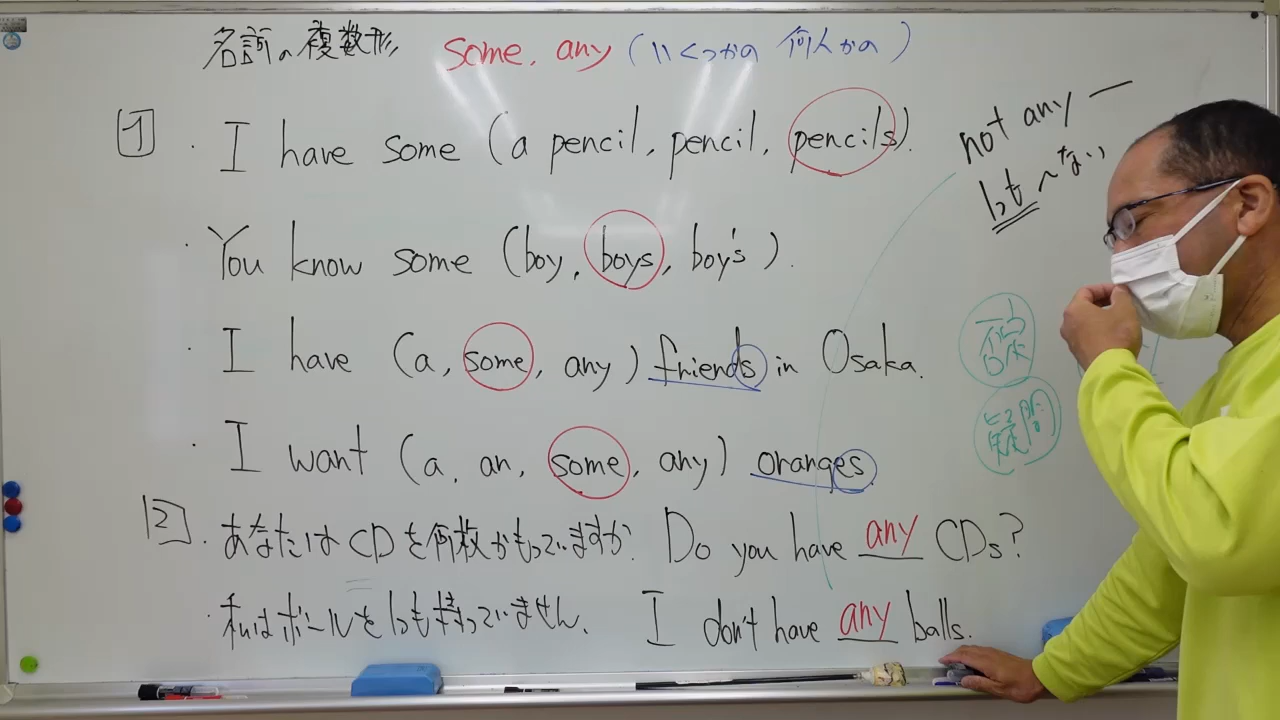 名詞の複数形 some, any (いくつかの 何人かの)
1 ・ I have some (a pencil, pencil, pencils).
not any ―
1つも〜ない
・ You know some (boy, boys, boy's).
・ I have (a, some, any) friends in Osaka.
否定
疑問
・ I want (a, an, some, any) oranges.
2 ・ あなたはCDを何枚かもっていますか. Do you have any CDs?
・ 私はボールを1つも持っていません. I don't have any balls.